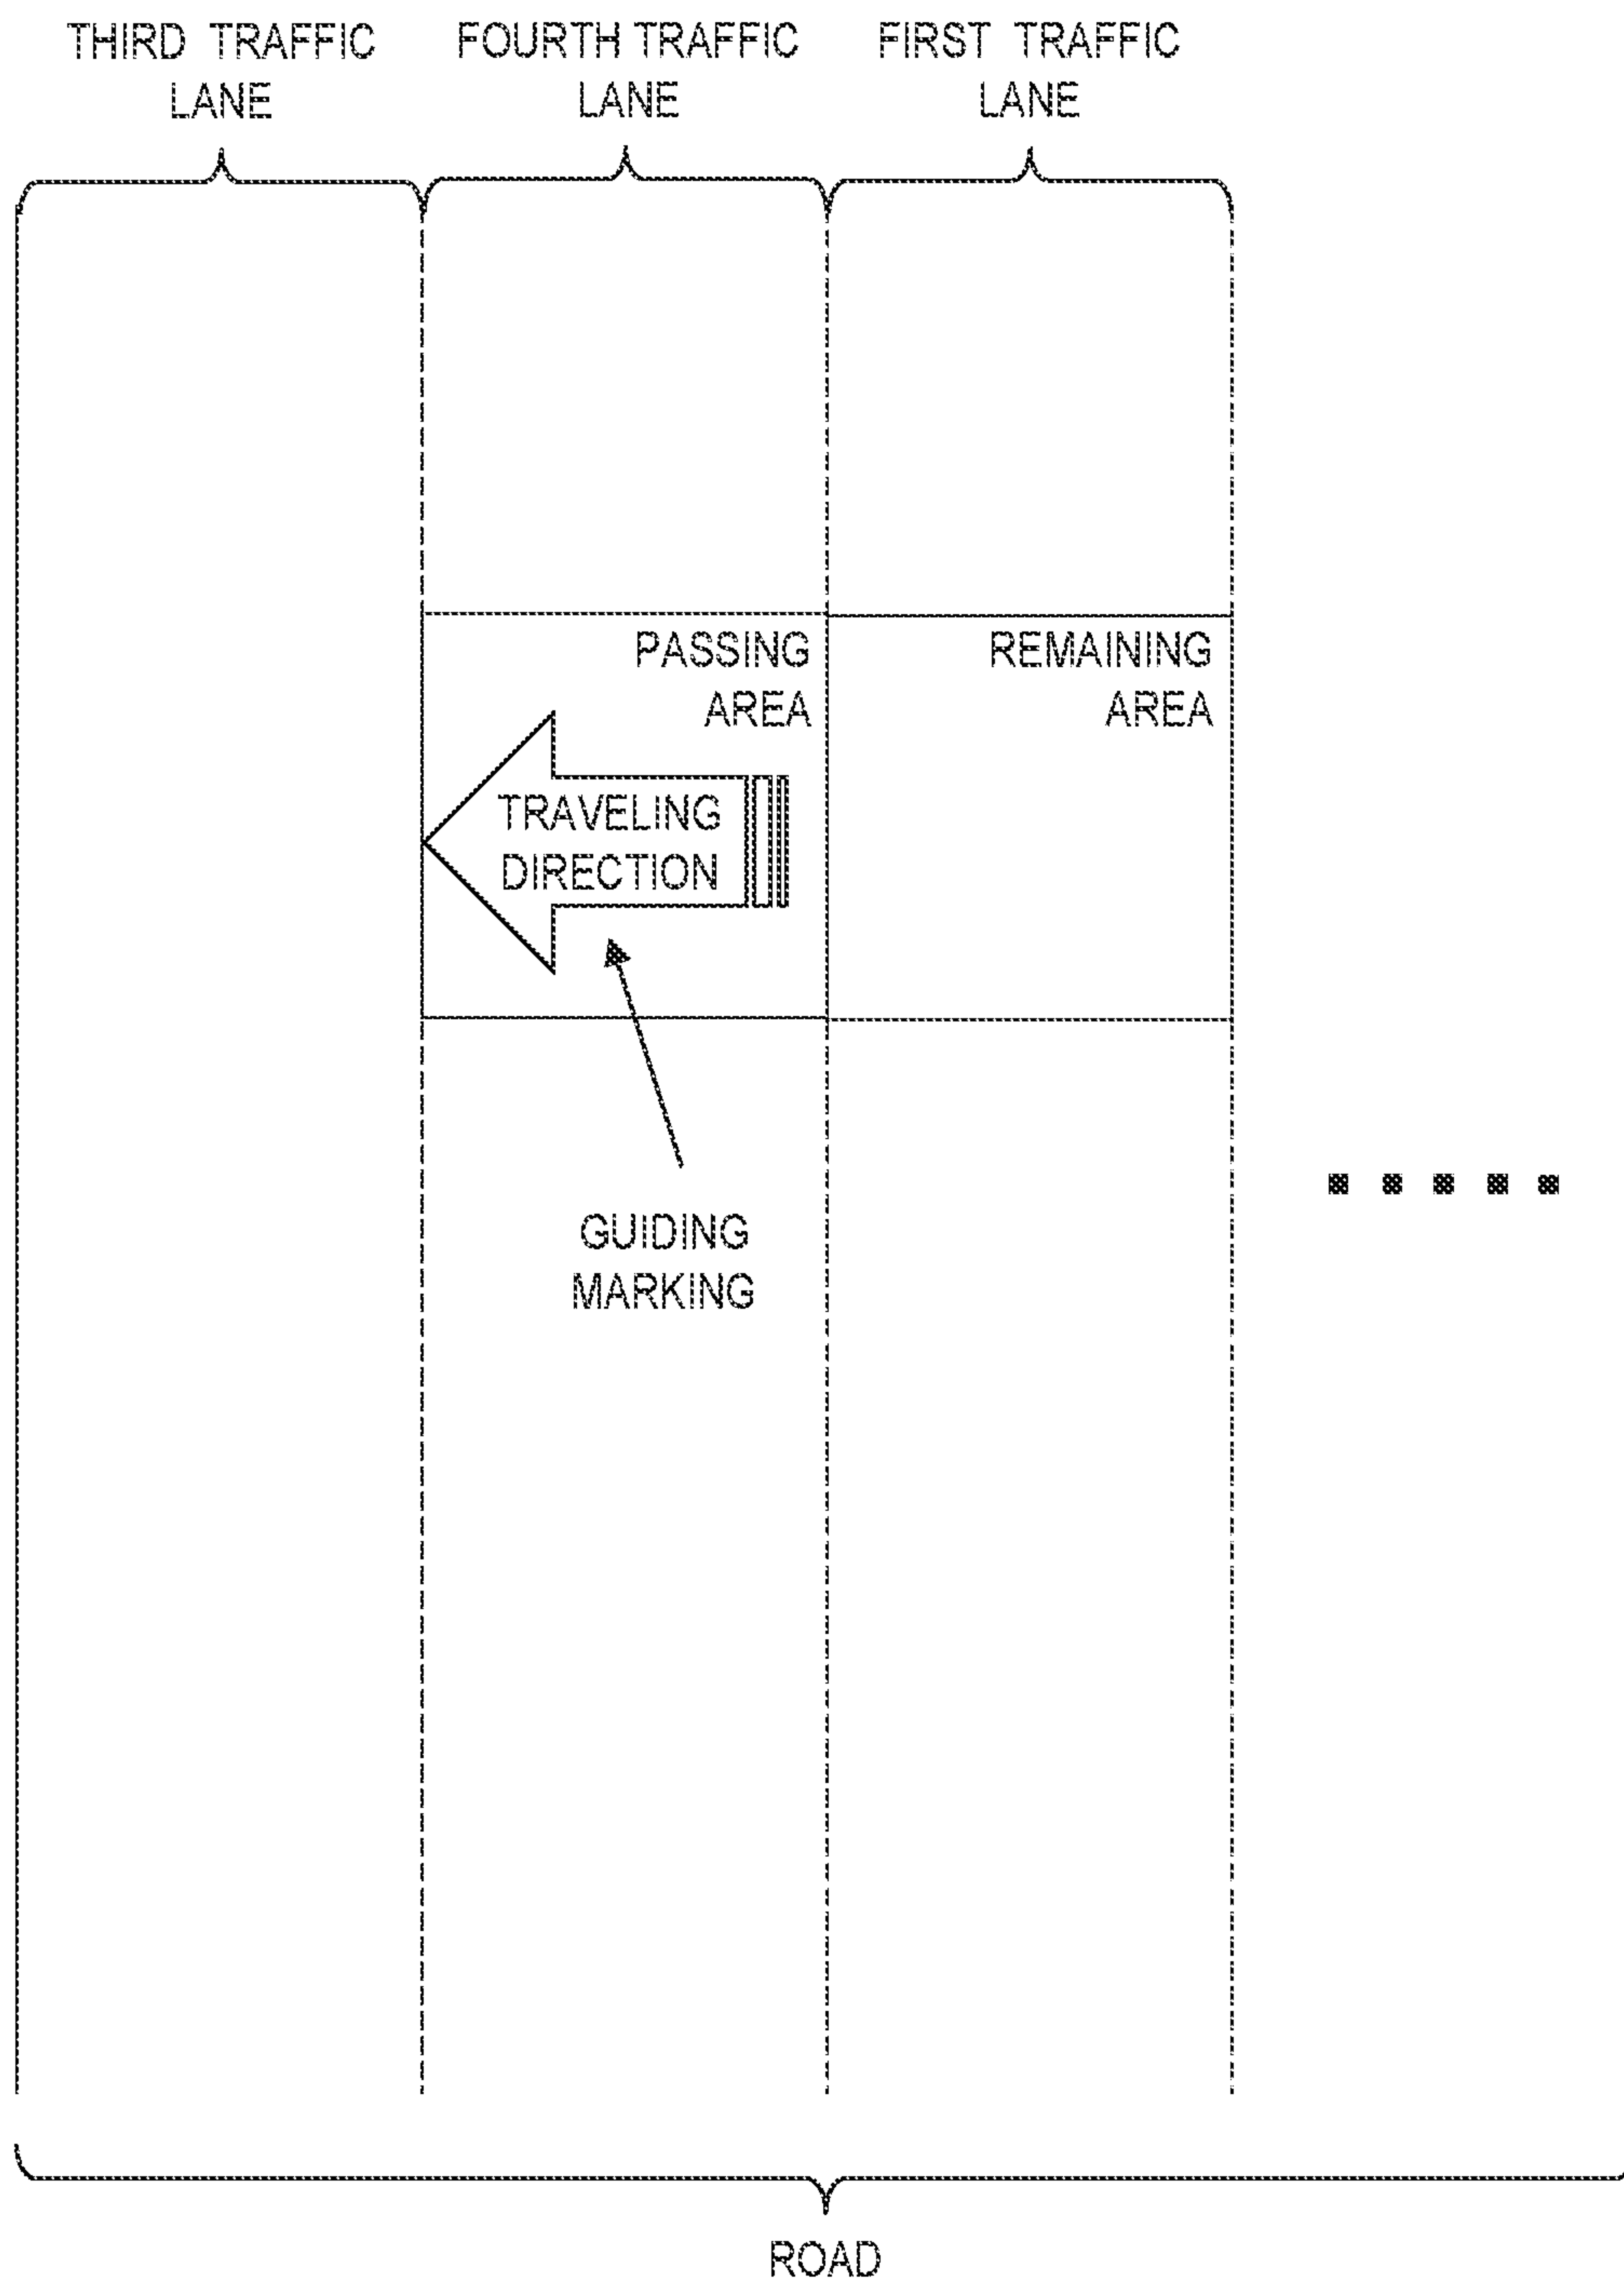 THIRD TRAFFIC
LANE
FOURTH TRAFFIC
LANE
FIRST TRAFFIC
LANE
PASSING
AREA
REMAINING
AREA
TRAVELING
DIRECTION
GUIDING
MARKING
ROAD